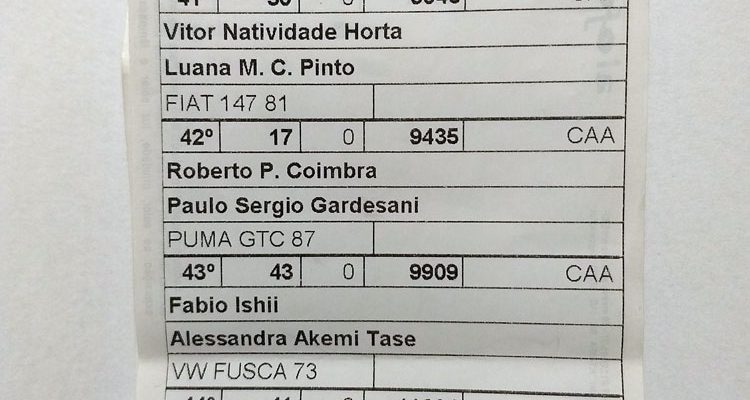 Vitor Natividade Horta
Luana M. C. Pinto
FIAT 147 81
42º 17 0 9435 CAA
Roberto P. Coimbra
Paulo Sergio Gardesani
PUMA GTC 87
43º 43 0 9909 CAA
Fabio Ishii
Alessandra Akemi Tase
VW FUSCA 73